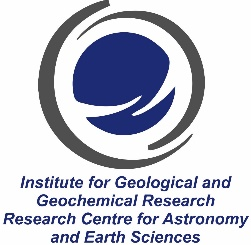 Institute for Geological and
Geochemical Research
Research Centre for Astronomy
and Earth Sciences